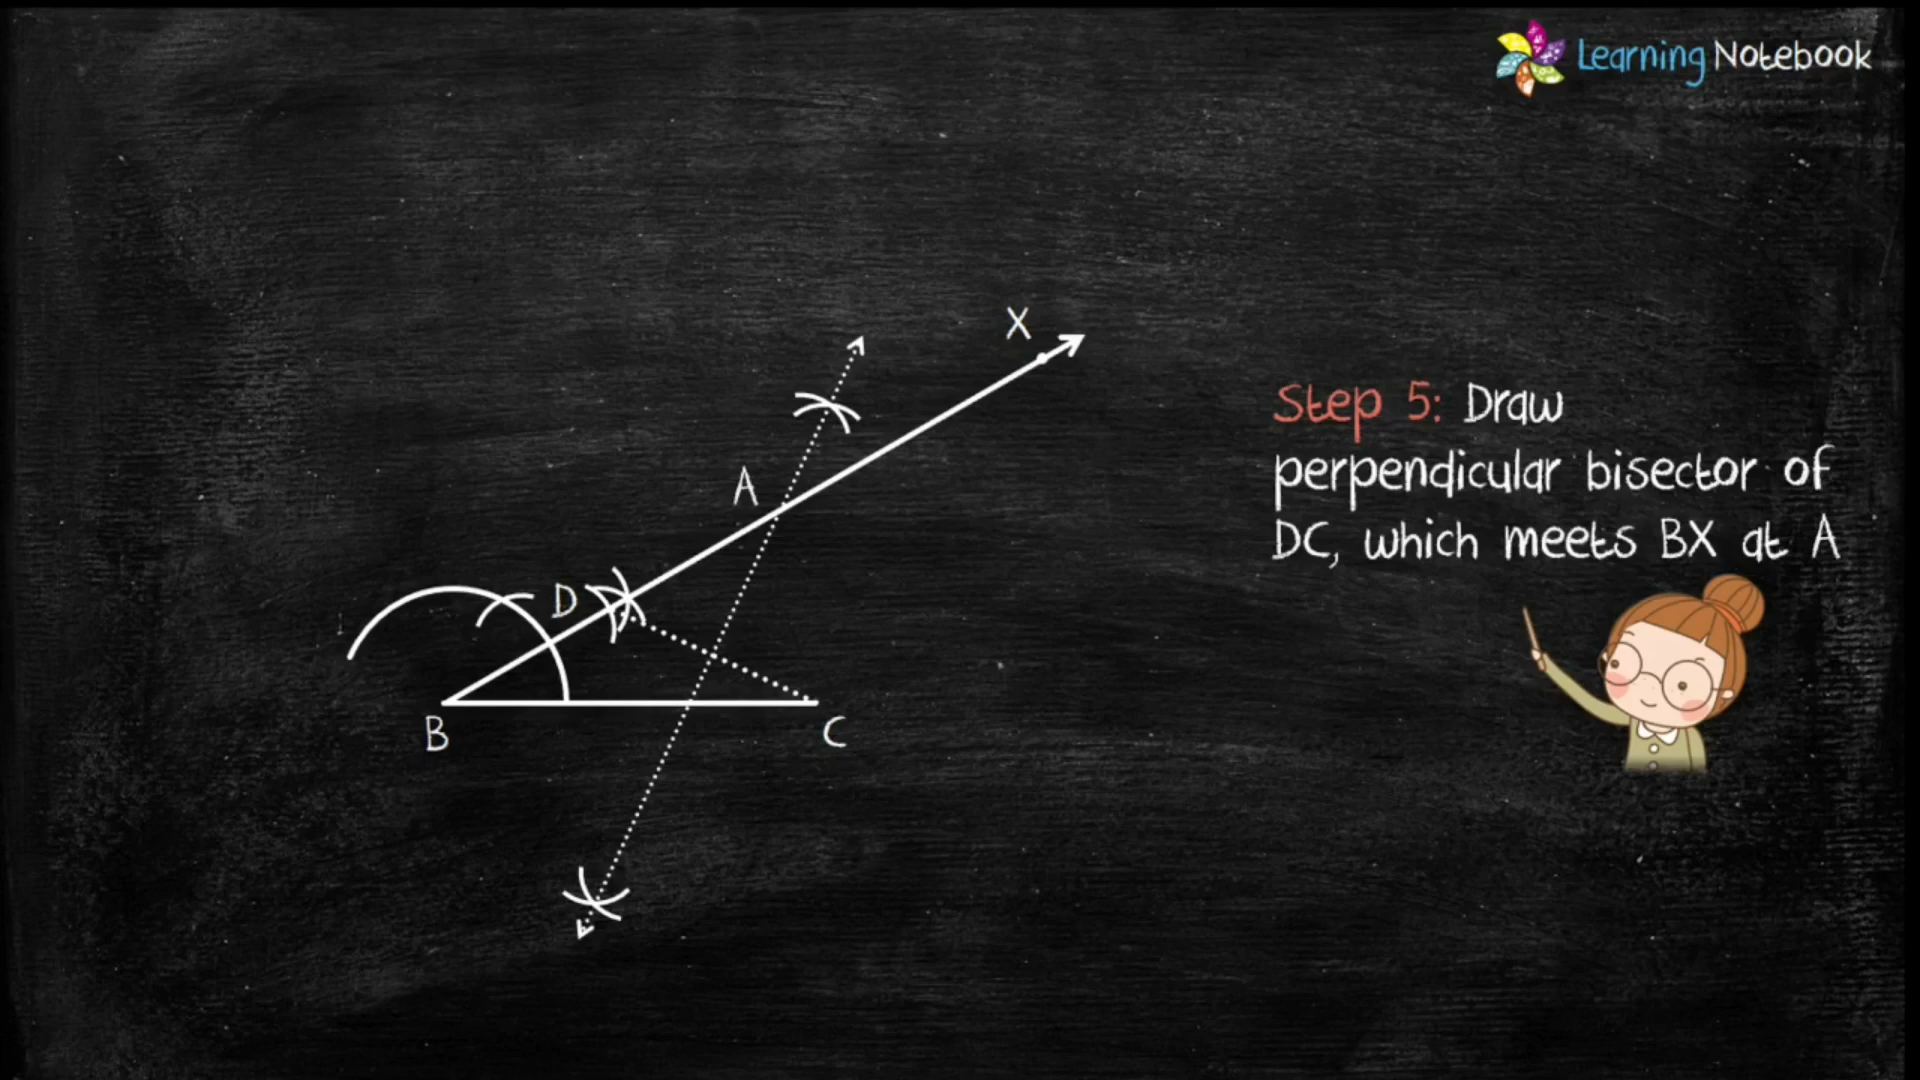 Learning Notebook
X
Step 5: Draw
perpendicular bisector of
DC, which meets BX at A
A
D
B
C